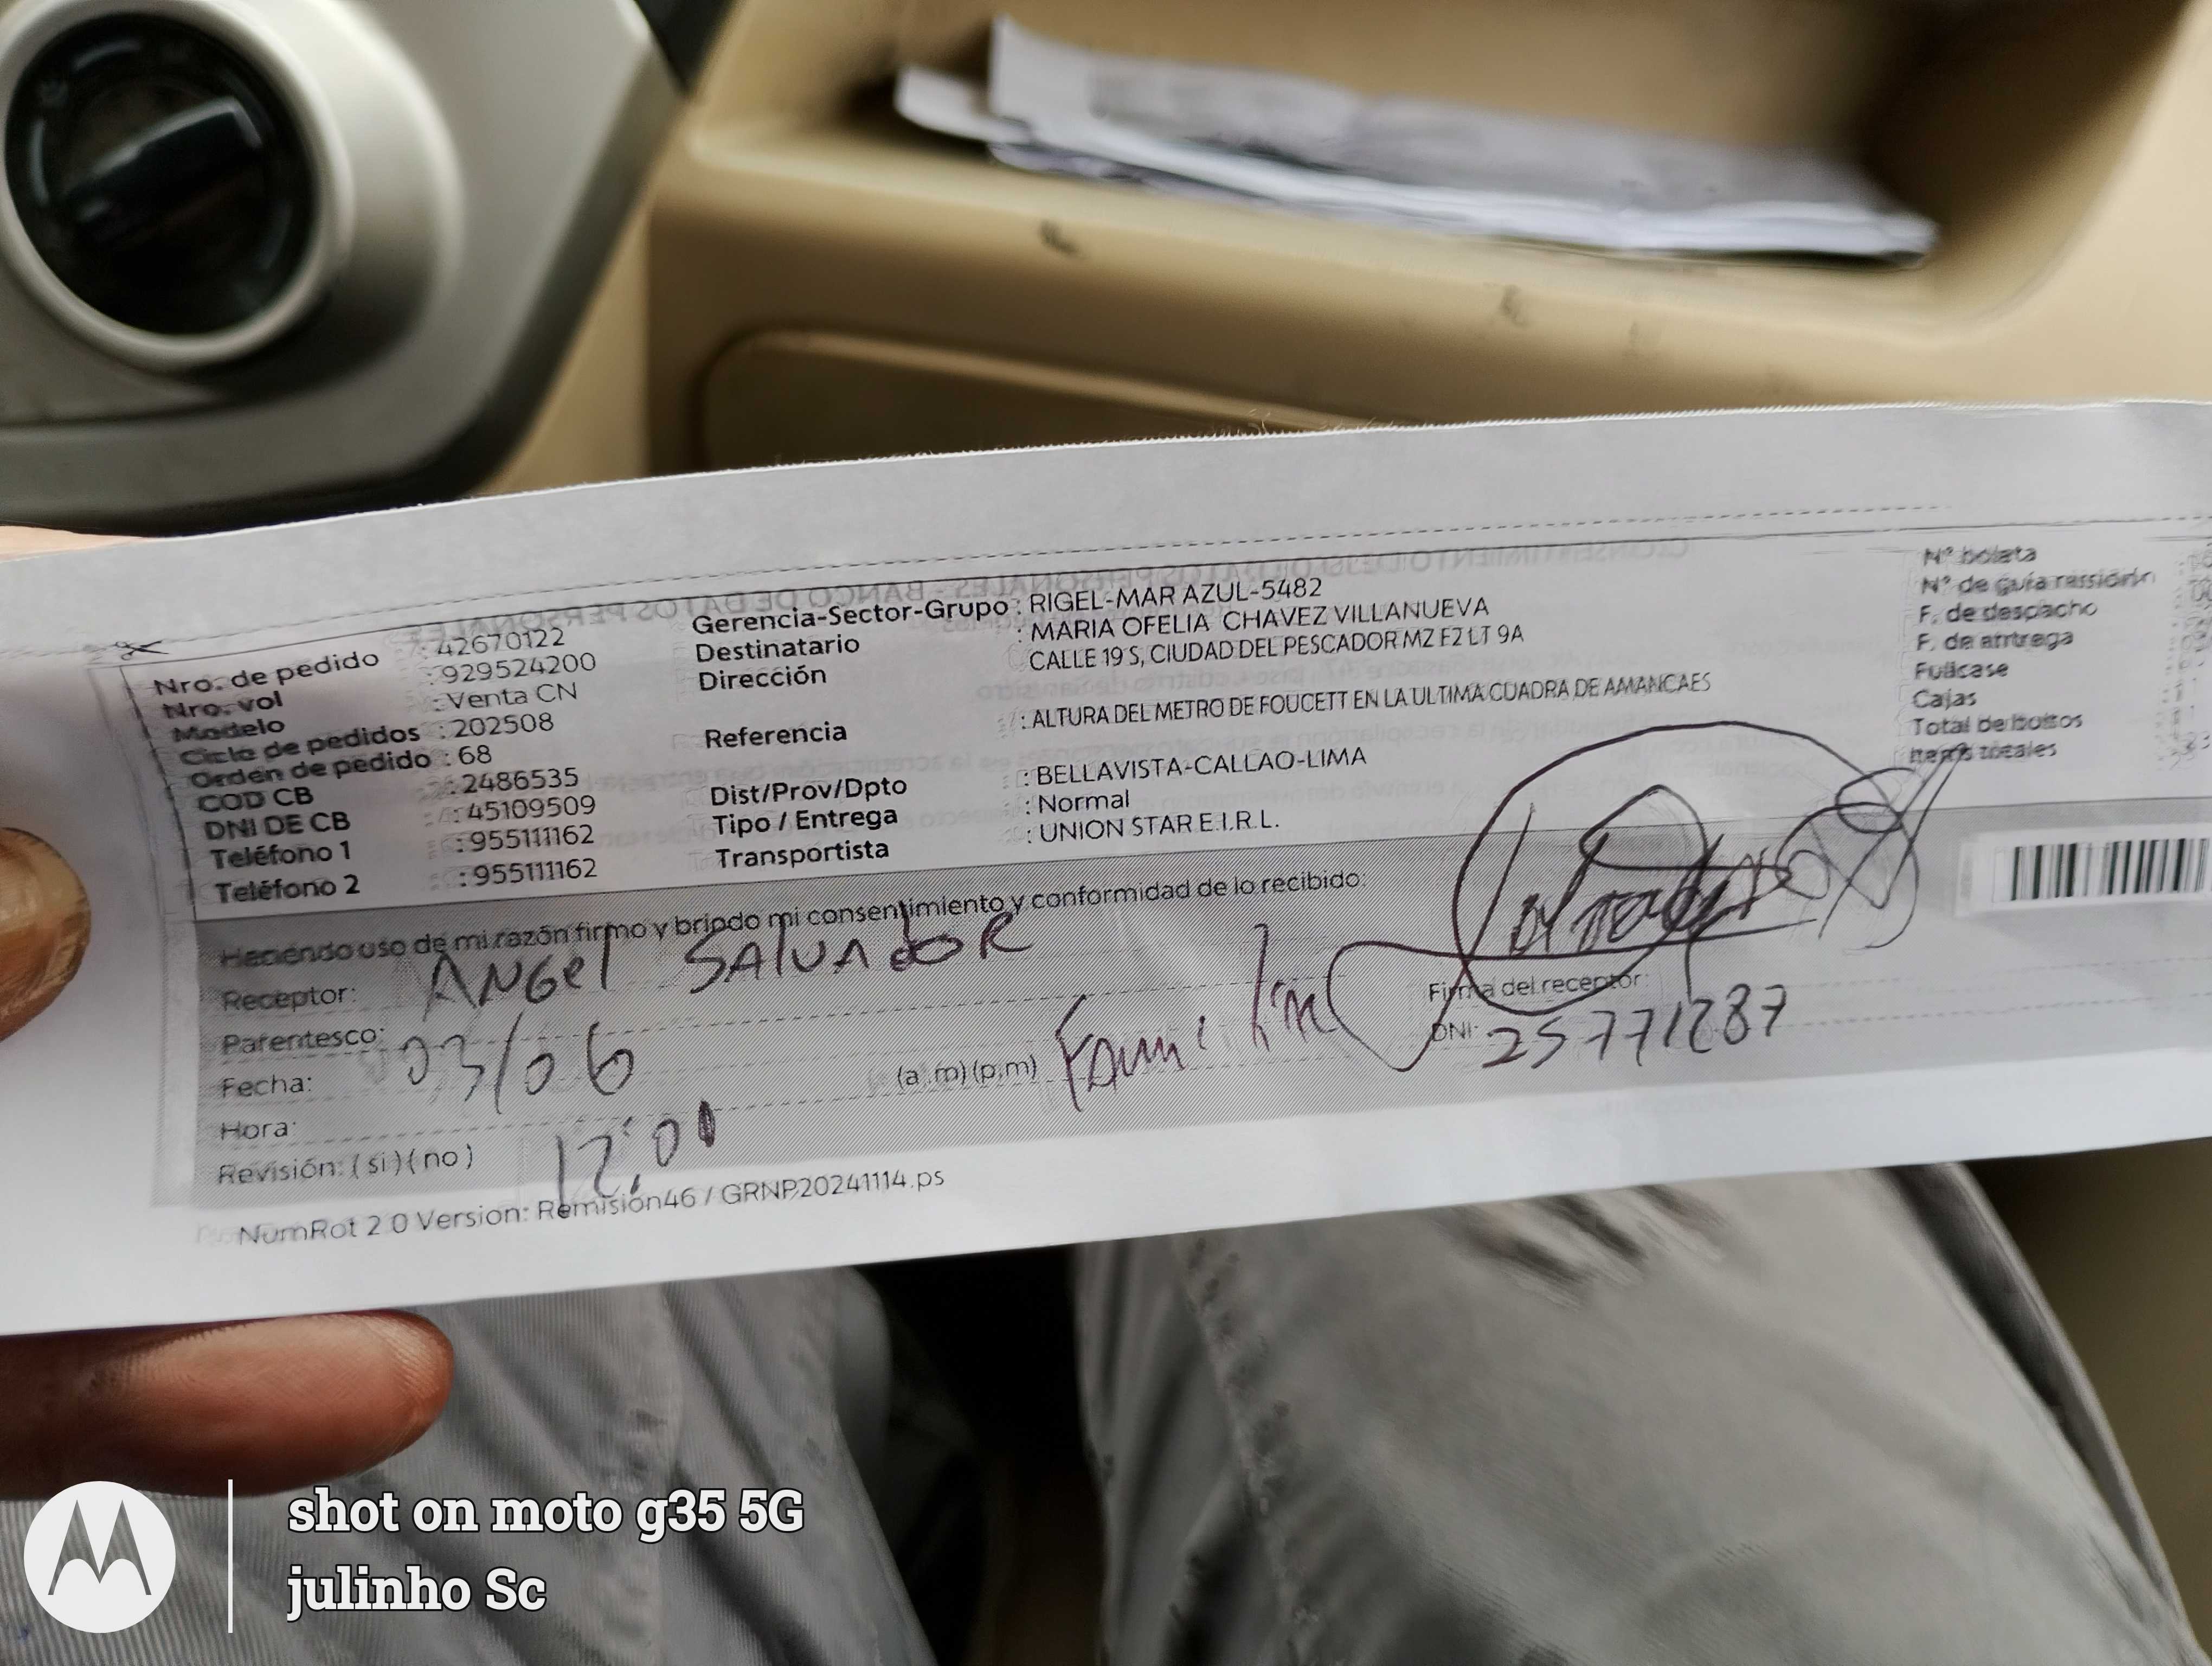 Nro. de pedido : 42670122
Nro. vol : 929524200
Modelo : Venta CN
Ciclo de pedidos : 202508
Orden de pedido : 68
COD CB : 2486535
DNI DE CB : 45109509
Teléfono 1 : 955111162
Teléfono 2 : 955111162
Gerencia-Sector-Grupo : RIGEL-MAR AZUL-5482
Destinatario : MARIA OFELIA CHAVEZ VILLANUEVA
Dirección CALLE 19 S, CIUDAD DEL PESCADOR MZ F2 LT 9A
Referencia : ALTURA DEL METRO DE FOUCETT EN LA ULTIMA CUADRA DE AMANCAES
Dist/Prov/Dpto : BELLAVISTA-CALLAO-LIMA
Tipo / Entrega : Normal
Transportista : UNION STAR E.I.R.L.
N° boleta
N° de guía
F. de despacho
F. de entrega
Fullcase
Cajas
Total de bultos
Items totales
Haciendo uso de mi razón firmo y brindo mi consentimiento y conformidad de lo recibido:
Receptor: ANGel SALVADOR
Parentesco:
Fecha: 03/06
(a.m) (p.m)
Hora: 12:00
Revisión: ( si ) ( no )
Firma del receptor:
DNI: 25771287
NumRot 2.0 Version: Remisión46 / GRNP20241114.ps
shot on moto g35 5G
julinho Sc